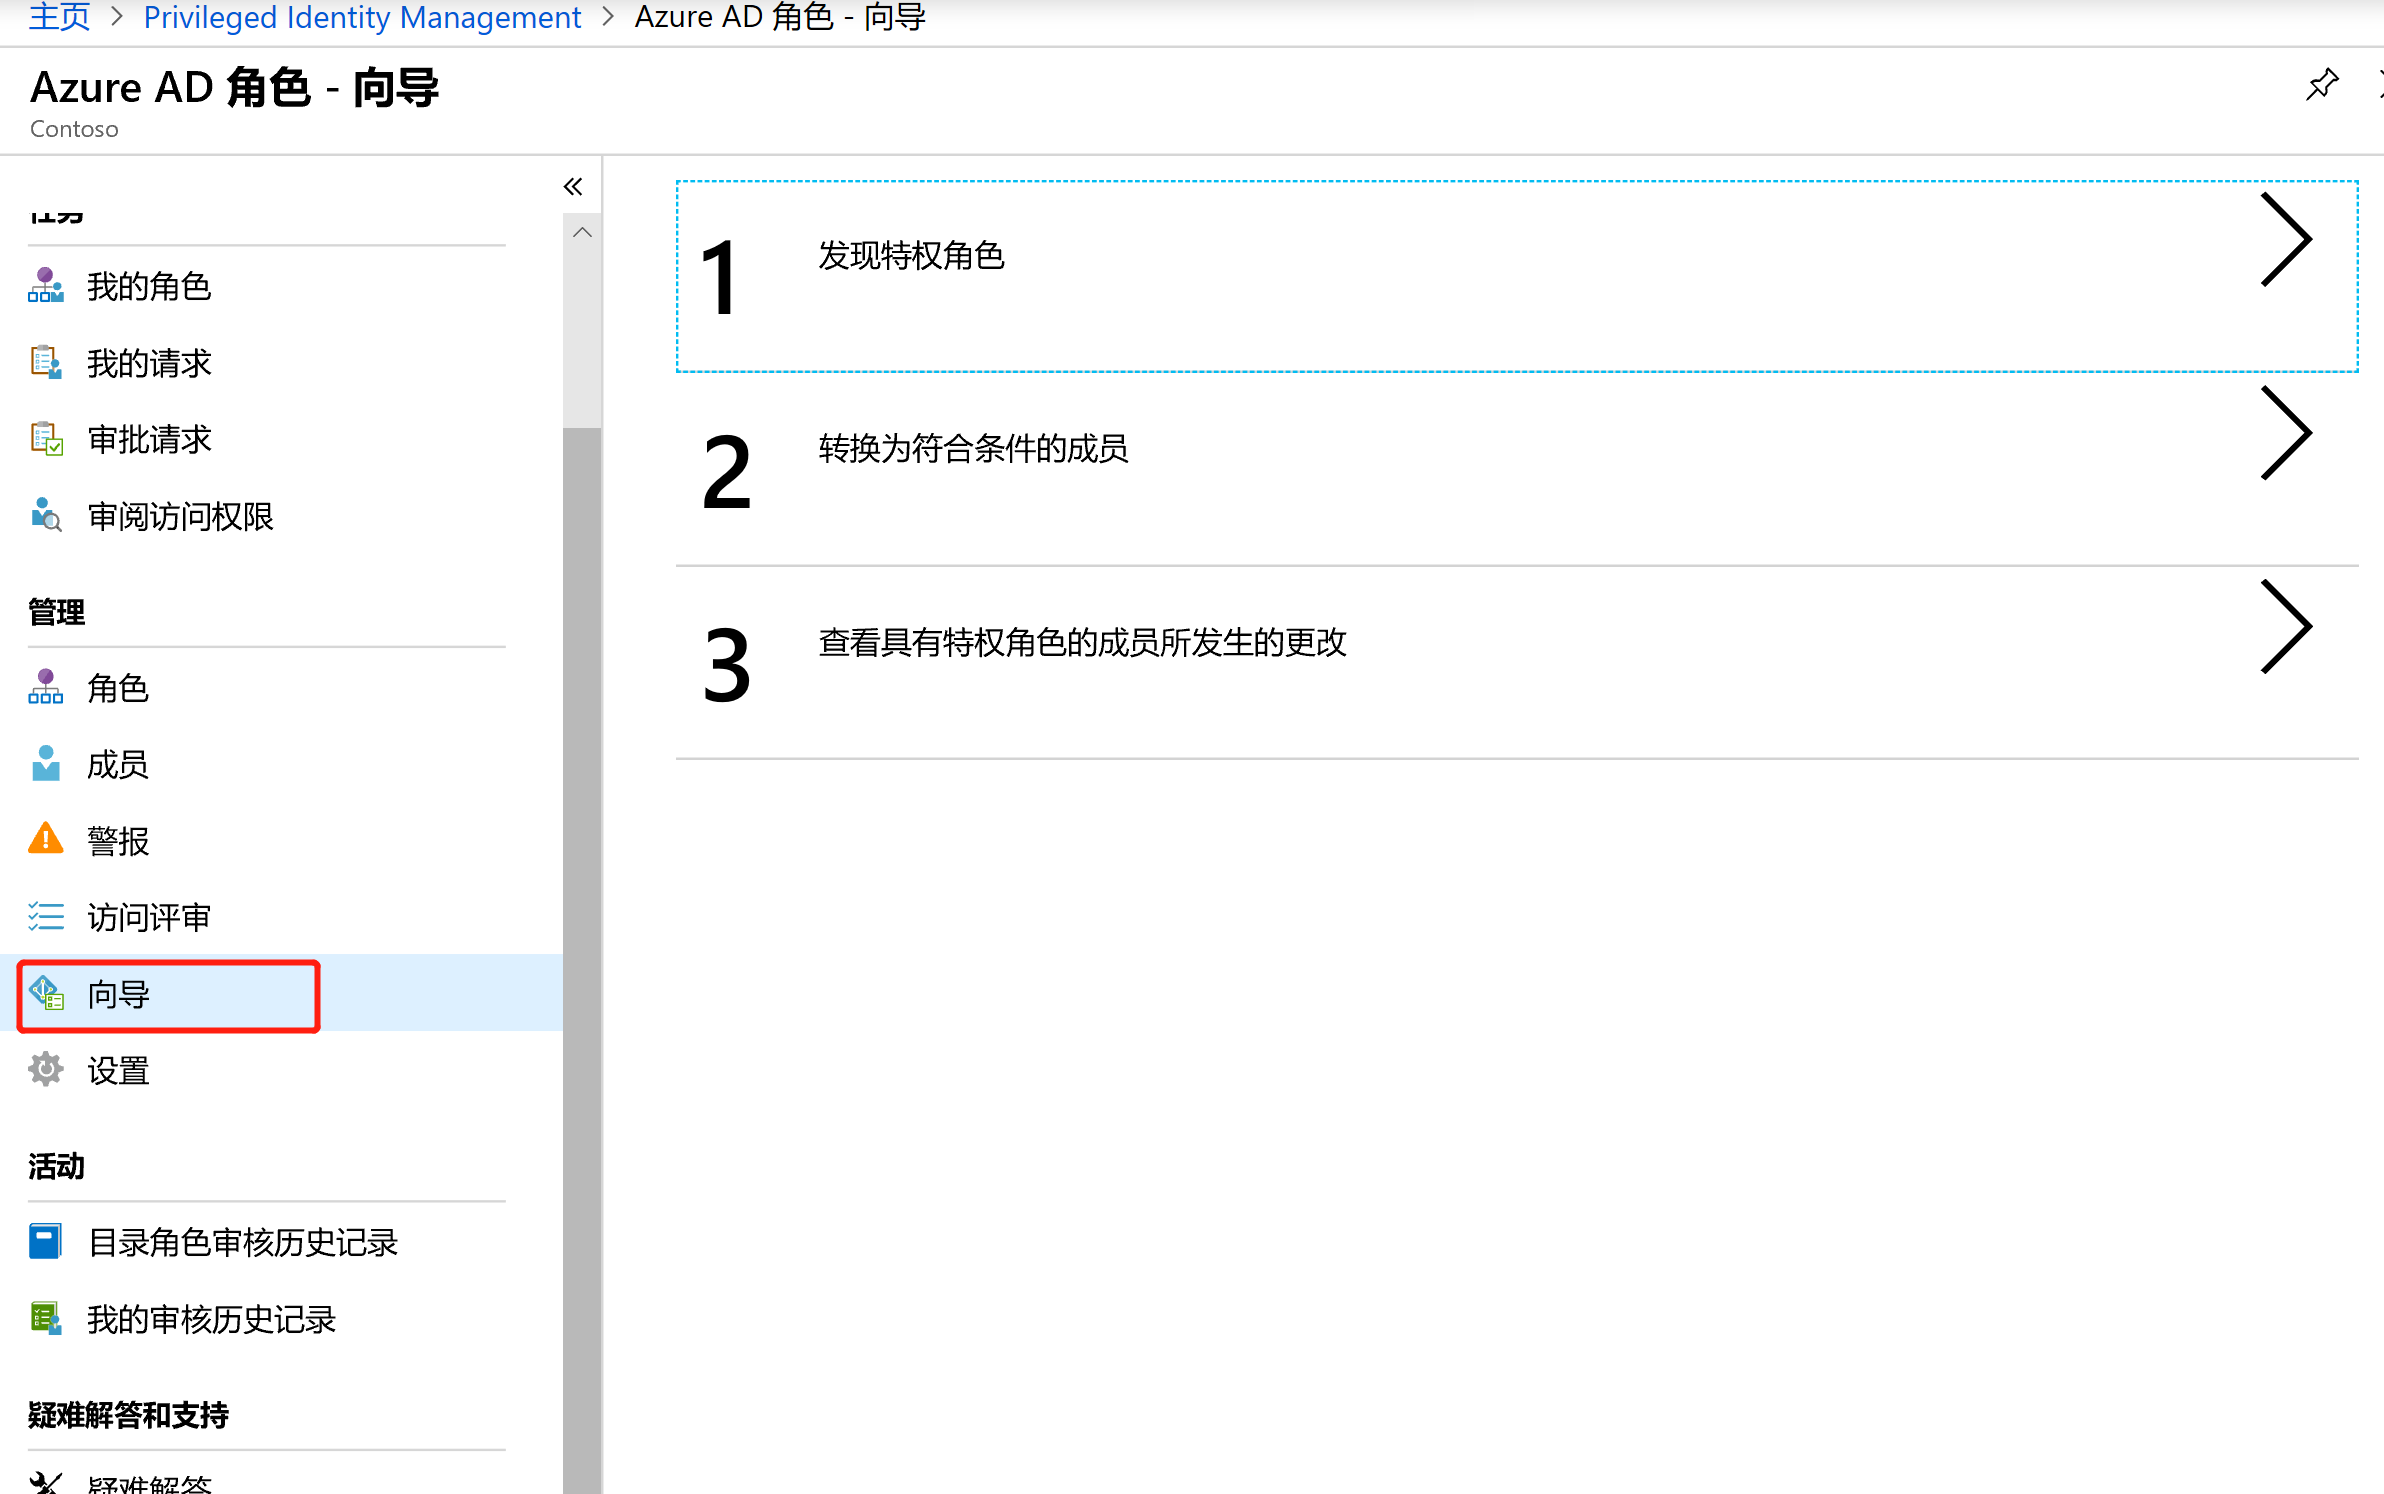 主页 > Privileged Identity Management > Azure AD 角色 - 向导
Azure AD 角色 - 向导
Contoso
任务
我的角色
我的请求
审批请求
审阅访问权限
管理
角色
成员
警报
访问评审
向导
设置
活动
目录角色审核历史记录
我的审核历史记录
疑难解答和支持
疑难解答
1 发现特权角色
2 转换为符合条件的成员
3 查看具有特权角色的成员所发生的更改